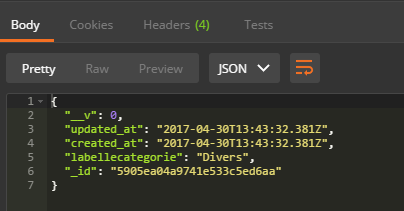 Body Cookies Headers (4) Tests
Pretty Raw Preview JSON
1 {
2 "__v": 0,
3 "updated_at": "2017-04-30T13:43:32.381Z",
4 "created_at": "2017-04-30T13:43:32.381Z",
5 "labellecategorie": "Divers",
6 "_id": "5905ea04a9741e533c5ed6aa"
7 }